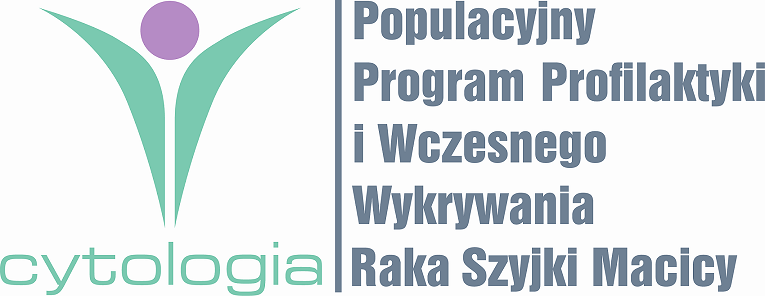 cytologia
Populacyjny
Program Profilaktyki
i Wczesnego
Wykrywania
Raka Szyjki Macicy